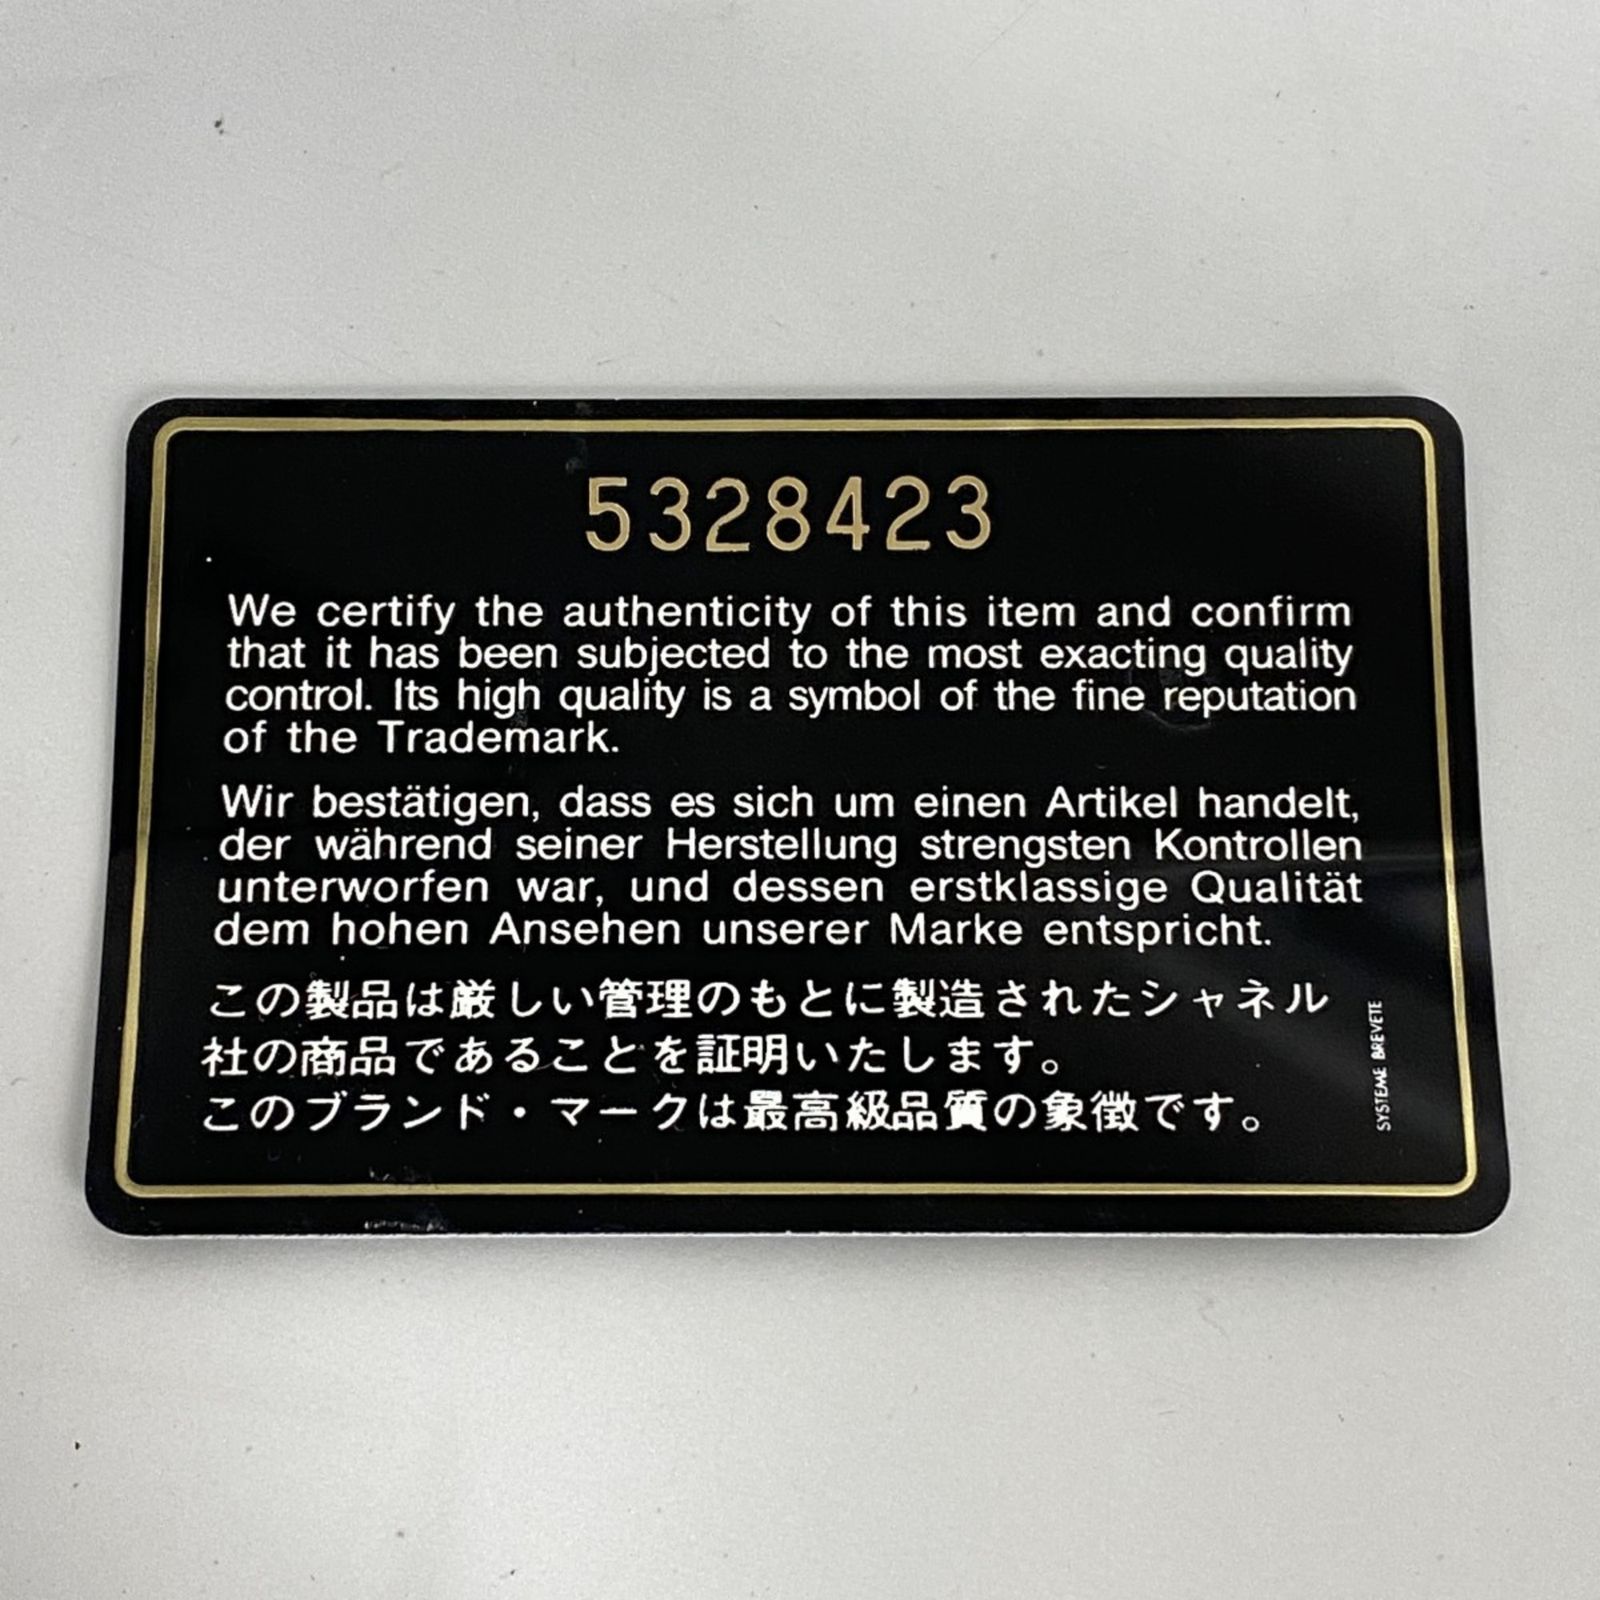 5328423
We certify the authenticity of this item and confirm
that it has been subjected to the most exacting quality
control. Its high quality is a symbol of the fine reputation
of the Trademark.
Wir bestätigen, dass es sich um einen Artikel handelt,
der während seiner Herstellung strengsten Kontrollen
unterworfen war, und dessen erstklassige Qualität
dem hohen Ansehen unserer Marke entspricht.
この製品は厳しい管理のもとに製造されたシャネル
社の商品であることを証明いたします。
このブランド・マークは最高級品質の象徴です。
SYSTEME BREVETE